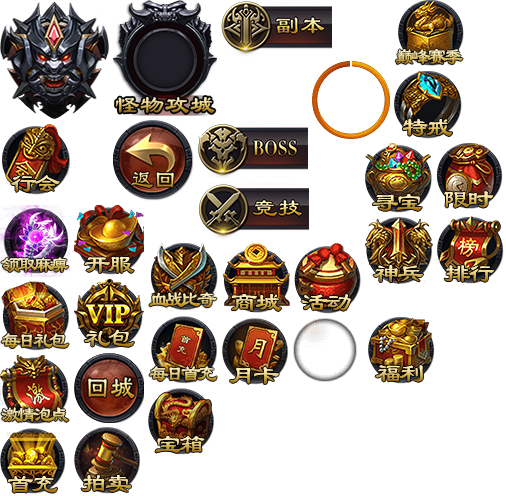 副本
巅峰赛季
怪物攻城
特戒
行会
返回
BOSS
寻宝
限时
竞技
领取麻痹
开服
血战比奇
商城
活动
神兵
榜
排行
每日礼包
VIP
礼包
首充
每日首充
月
月卡
福利
激
激情泡点
回城
宝箱
首充
拍卖